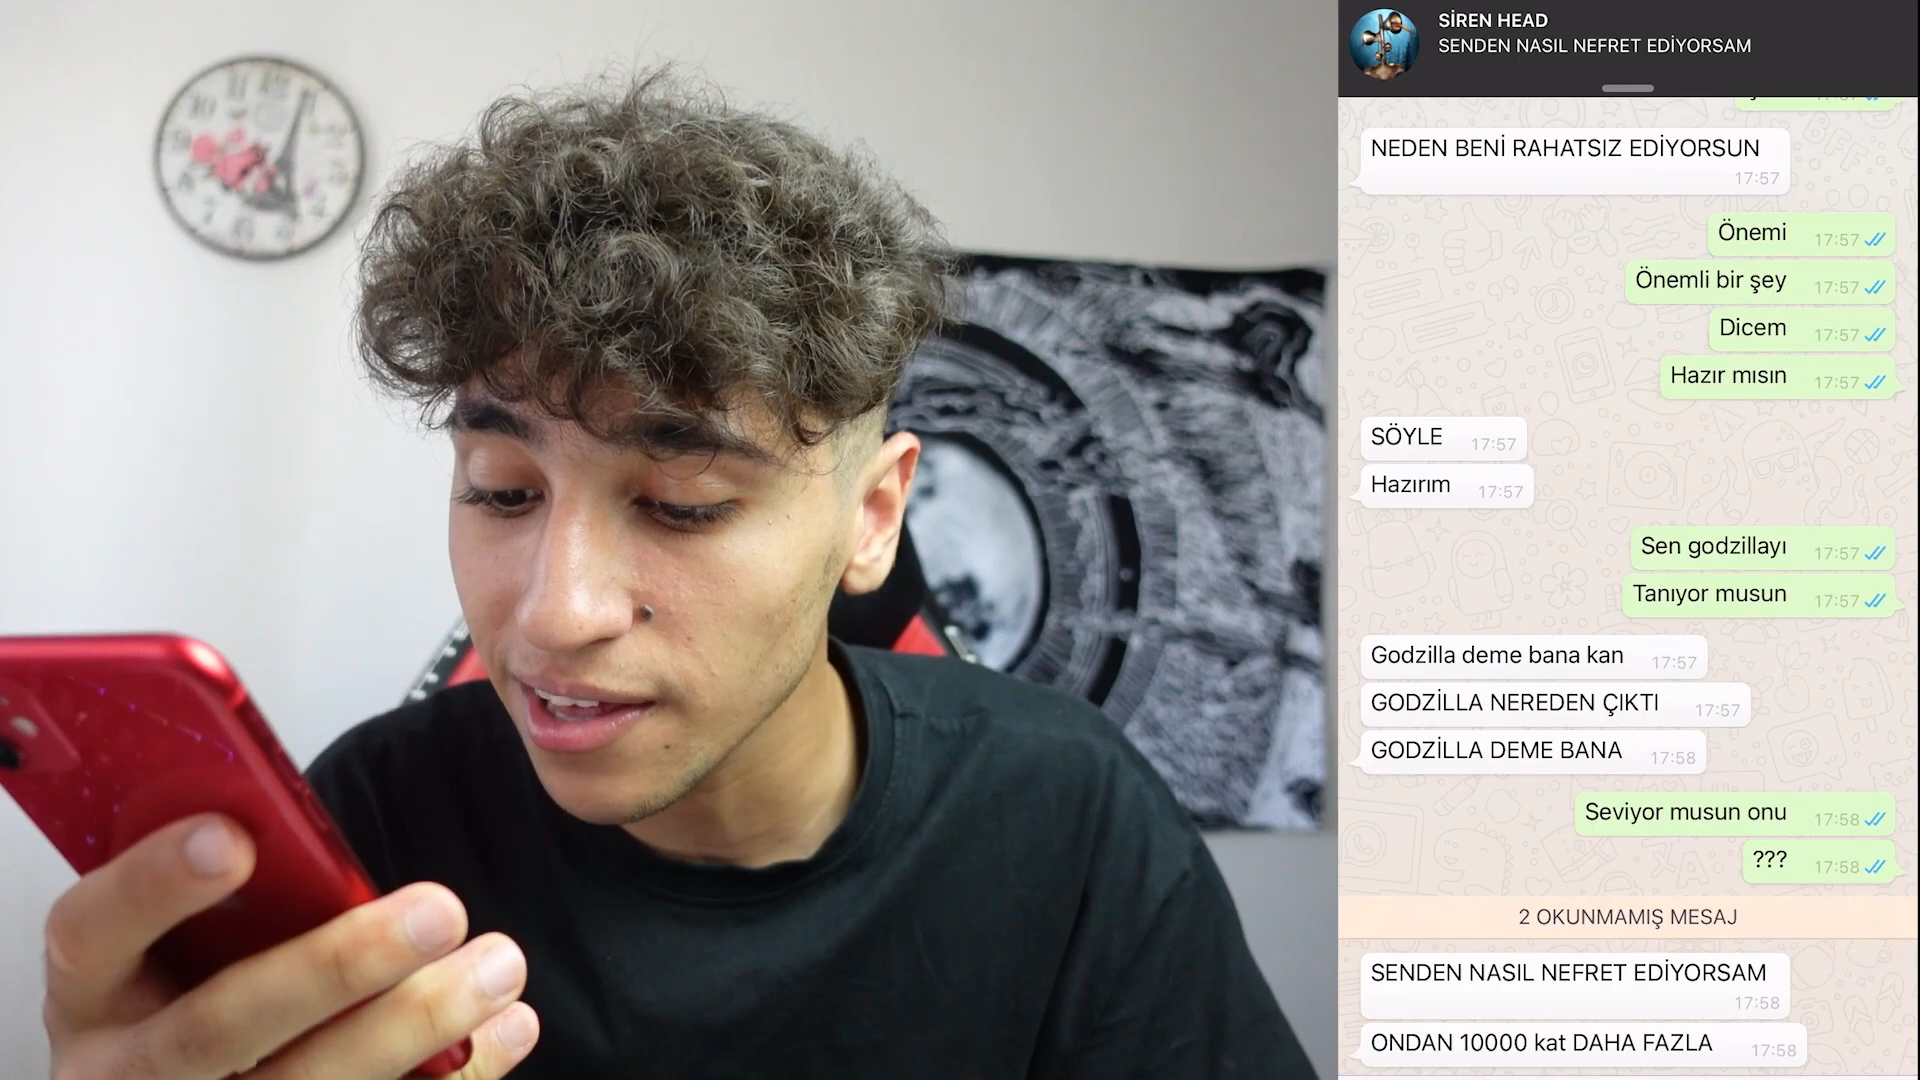 SİREN HEAD
SENDEN NASIL NEFRET EDİYORSAM
NEDEN BENİ RAHATSIZ EDİYORSUN
17:57
Önemi 17:57
Önemli bir şey 17:57
Dicem 17:57
Hazır mısın 17:57
SÖYLE 17:57
Hazırım 17:57
Sen godzillayı 17:57
Tanıyor musun 17:57
Godzilla deme bana kan 17:57
GODZİLLA NEREDEN ÇIKTI 17:57
GODZİLLA DEME BANA 17:58
Seviyor musun onu 17:58
??? 17:58
2 OKUNMAMIŞ MESAJ
SENDEN NASIL NEFRET EDİYORSAM
17:58
ONDAN 10000 kat DAHA FAZLA 17:58